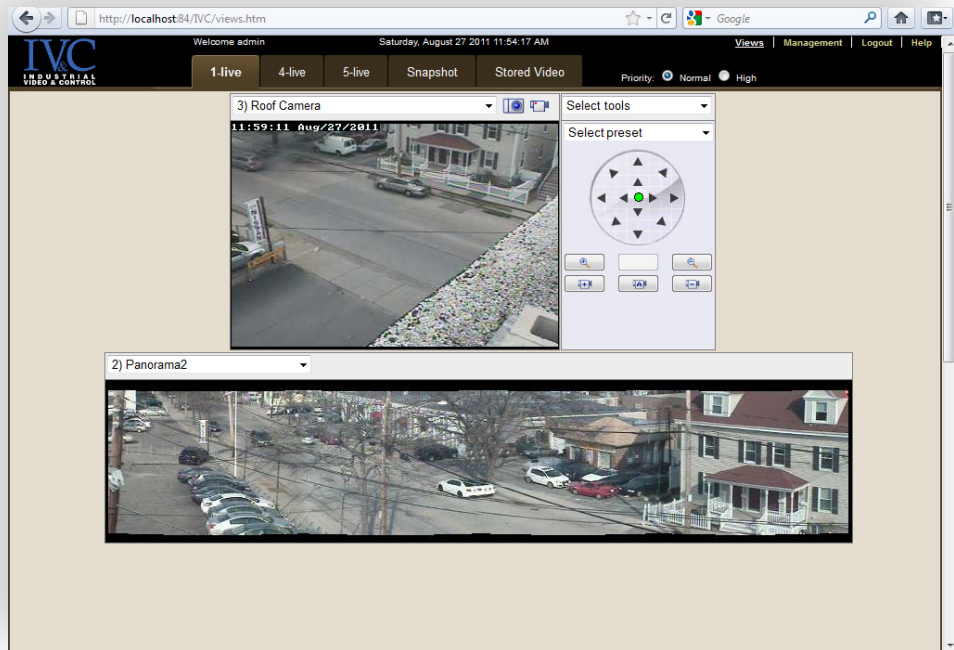 http://localhost:84/IVC/views.htm
Google
IV&C
INDUSTRIAL
VIDEO & CONTROL
Welcome admin
Saturday, August 27 2011 11:54:17 AM
Views | Management | Logout | Help
1-live
4-live
5-live
Snapshot
Stored Video
Priority: Normal High
3) Roof Camera
Select tools
11:59:11 Aug/27/2011
Select preset
NISSAN
A
2) Panorama2